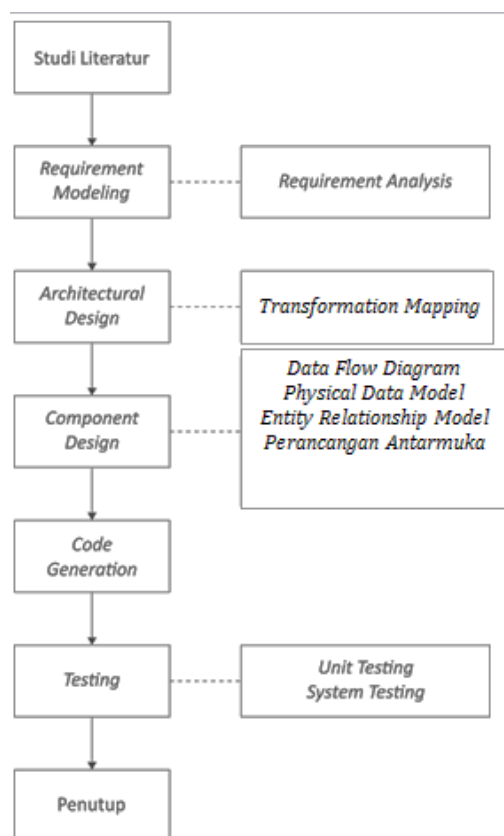 Studi Literatur
Requirement
Modeling
Requirement Analysis
Architectural
Design
Transformation Mapping
Component
Design
Data Flow Diagram
Physical Data Model
Entity Relationship Model
Perancangan Antarmuka
Code
Generation
Testing
Unit Testing
System Testing
Penutup